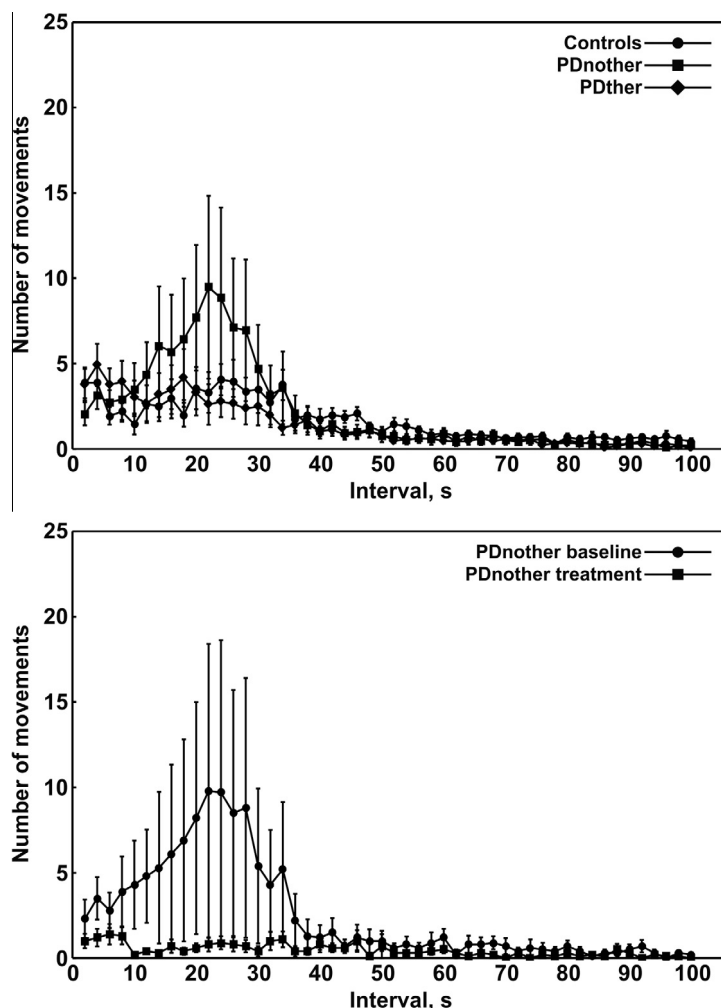 25
20
15
10
5
0
Number of movements
Controls
PDnother
PDther
0 10 20 30 40 50 60 70 80 90 100
Interval, s
25
20
15
10
5
0
Number of movements
PDnother baseline
PDnother treatment
0 10 20 30 40 50 60 70 80 90 100
Interval, s